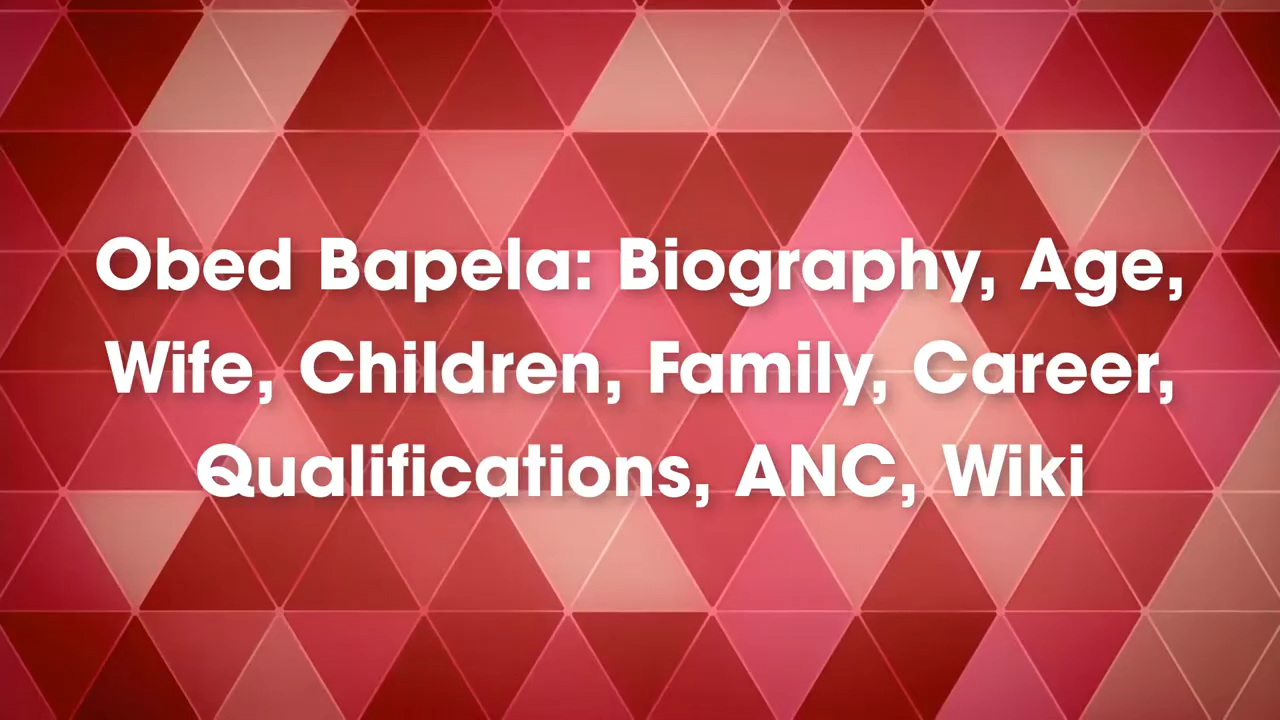 Obed Bapela: Biography, Age,
Wife, Children, Family, Career,
Qualifications, ANC, Wiki